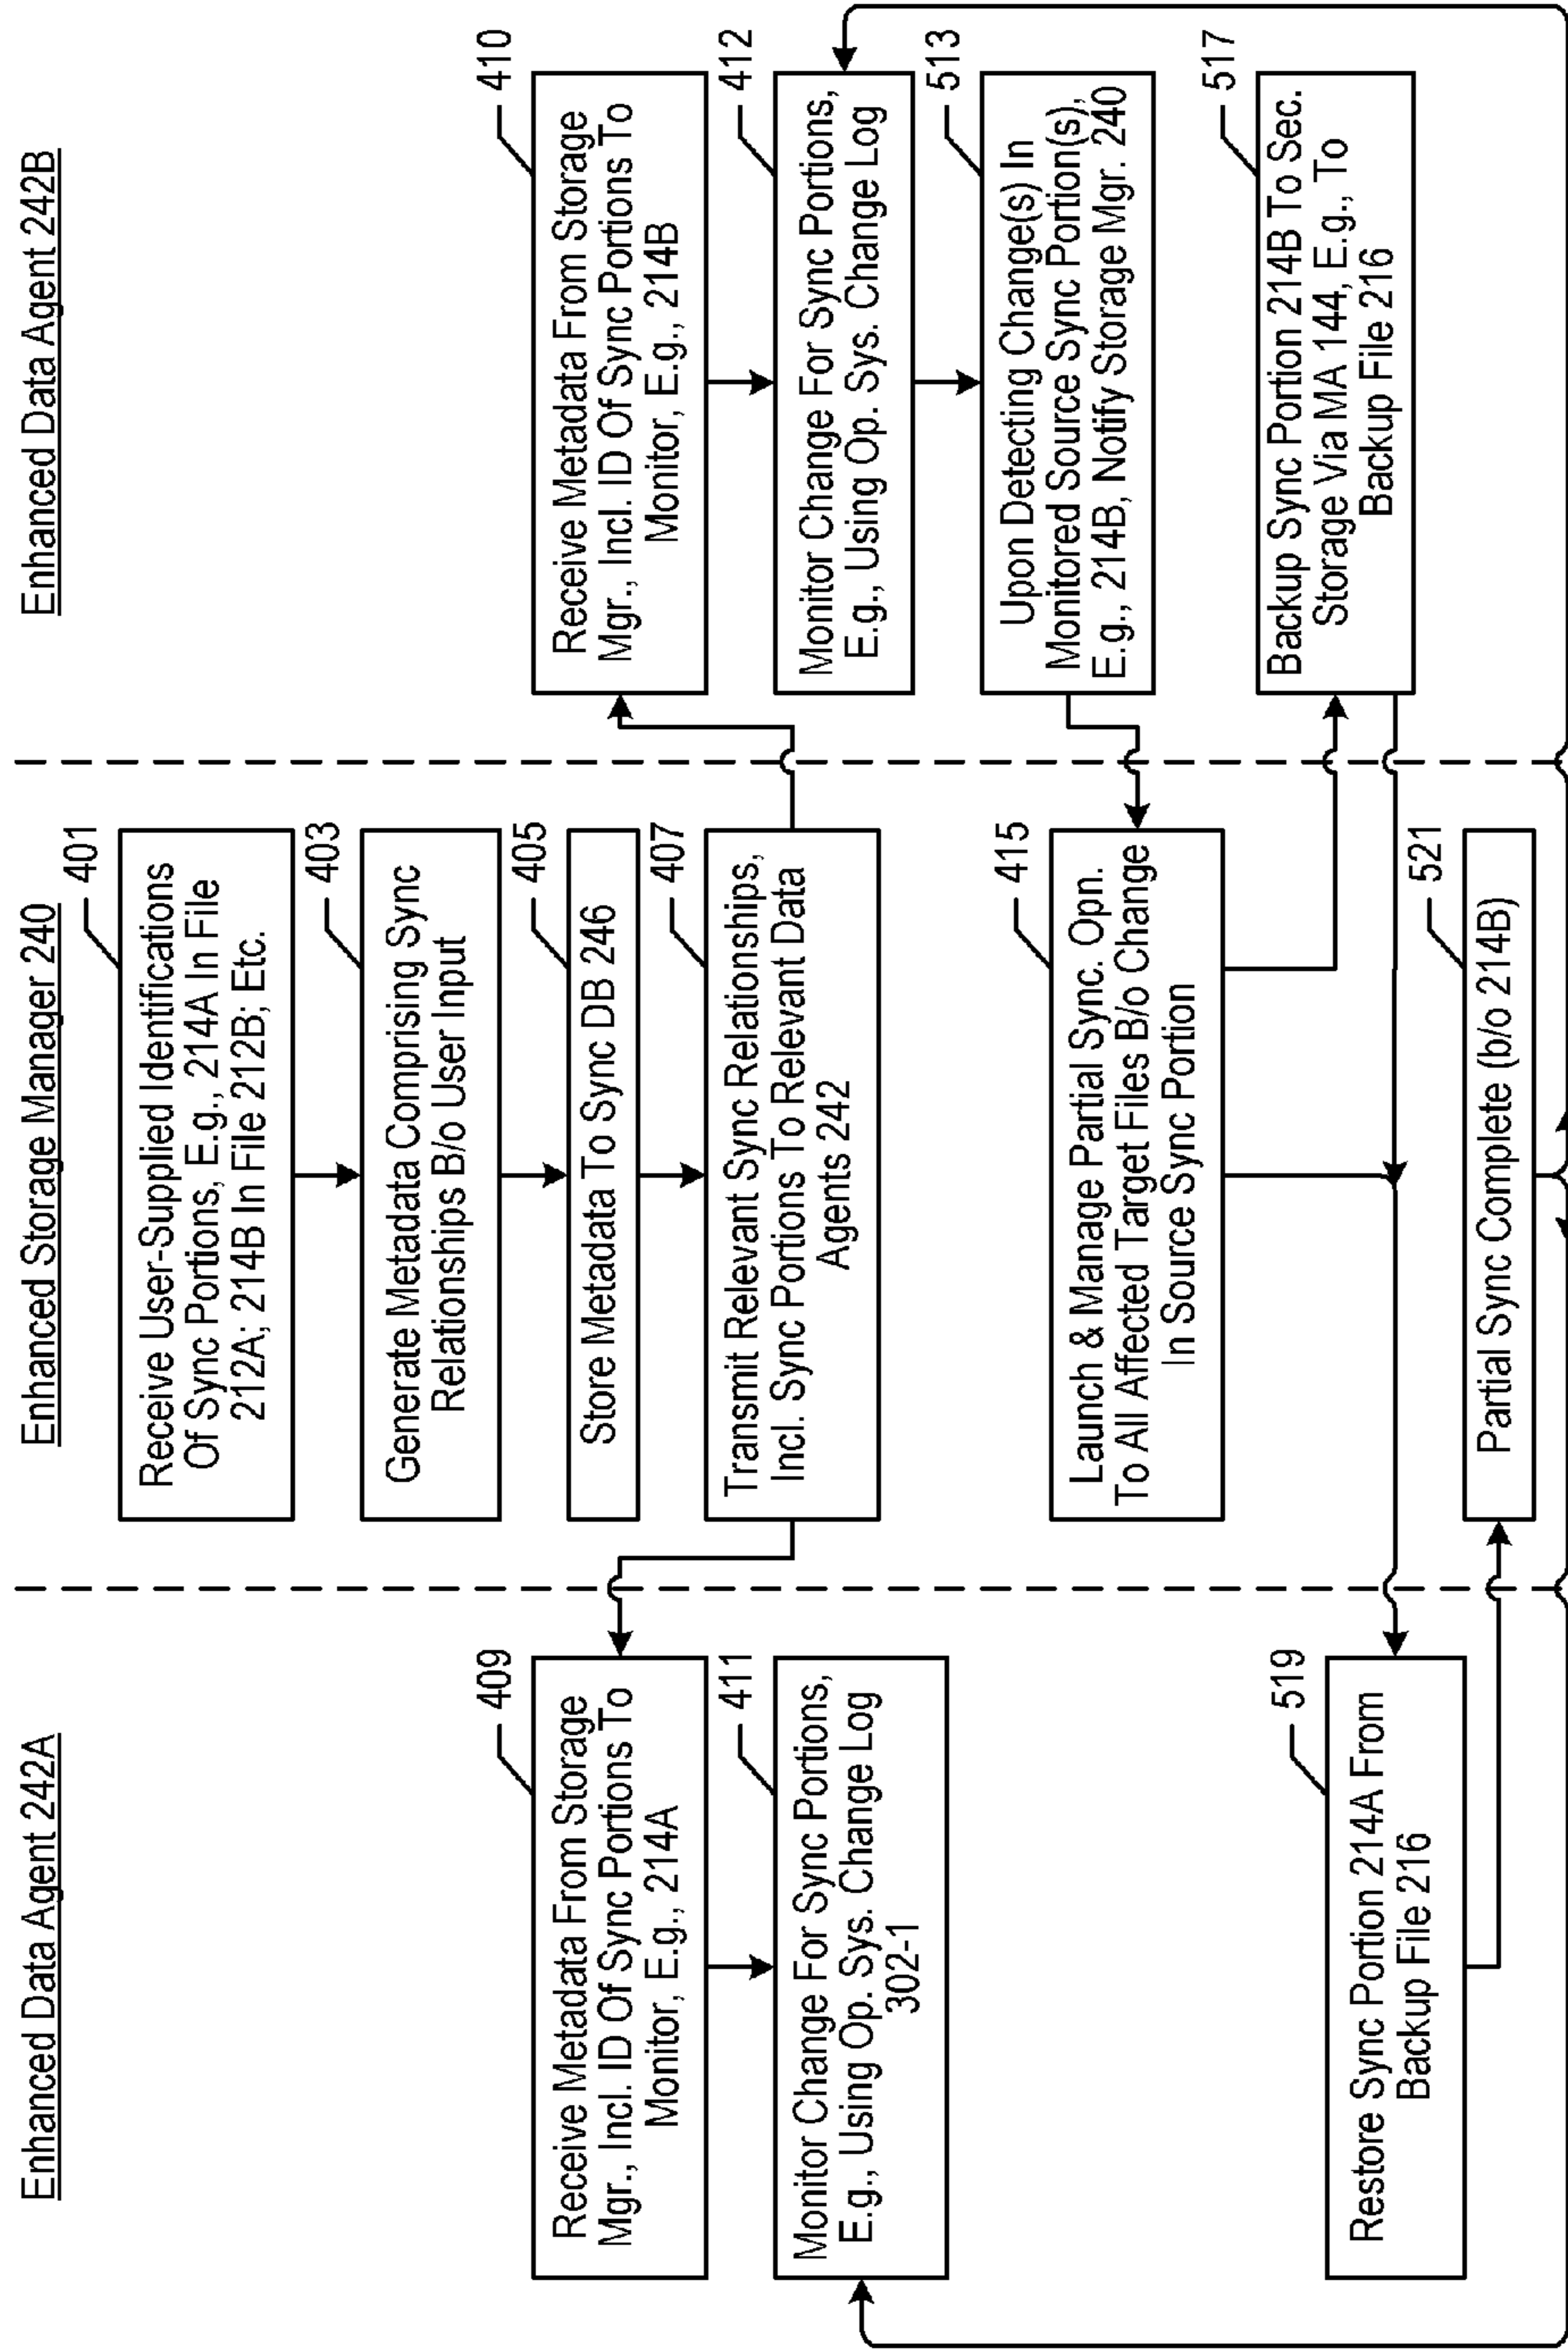 Enhanced Data Agent 242A
Enhanced Storage Manager 240
Enhanced Data Agent 242B
401
Receive User-Supplied Identifications
Of Sync Portions, E.g., 214A In File
212A; 214B In File 212B; Etc.
403
Generate Metadata Comprising Sync
Relationships B/o User Input
405
Store Metadata To Sync DB 246
407
Transmit Relevant Sync Relationships,
Incl. Sync Portions To Relevant Data
Agents 242
409
Receive Metadata From Storage
Mgr., Incl. ID Of Sync Portions To
Monitor, E.g., 214A
410
Receive Metadata From Storage
Mgr., Incl. ID Of Sync Portions To
Monitor, E.g., 214B
411
Monitor Change For Sync Portions,
E.g., Using Op. Sys. Change Log
302-1
412
Monitor Change For Sync Portions,
E.g., Using Op. Sys. Change Log
513
Upon Detecting Change(s) In
Monitored Source Sync Portion(s),
E.g., 214B, Notify Storage Mgr. 240
415
Launch & Manage Partial Sync. Opn.
To All Affected Target Files B/o Change
In Source Sync Portion
517
Backup Sync Portion 214B To Sec.
Storage Via MA 144, E.g., To
Backup File 216
519
Restore Sync Portion 214A From
Backup File 216
521
Partial Sync Complete (b/o 214B)